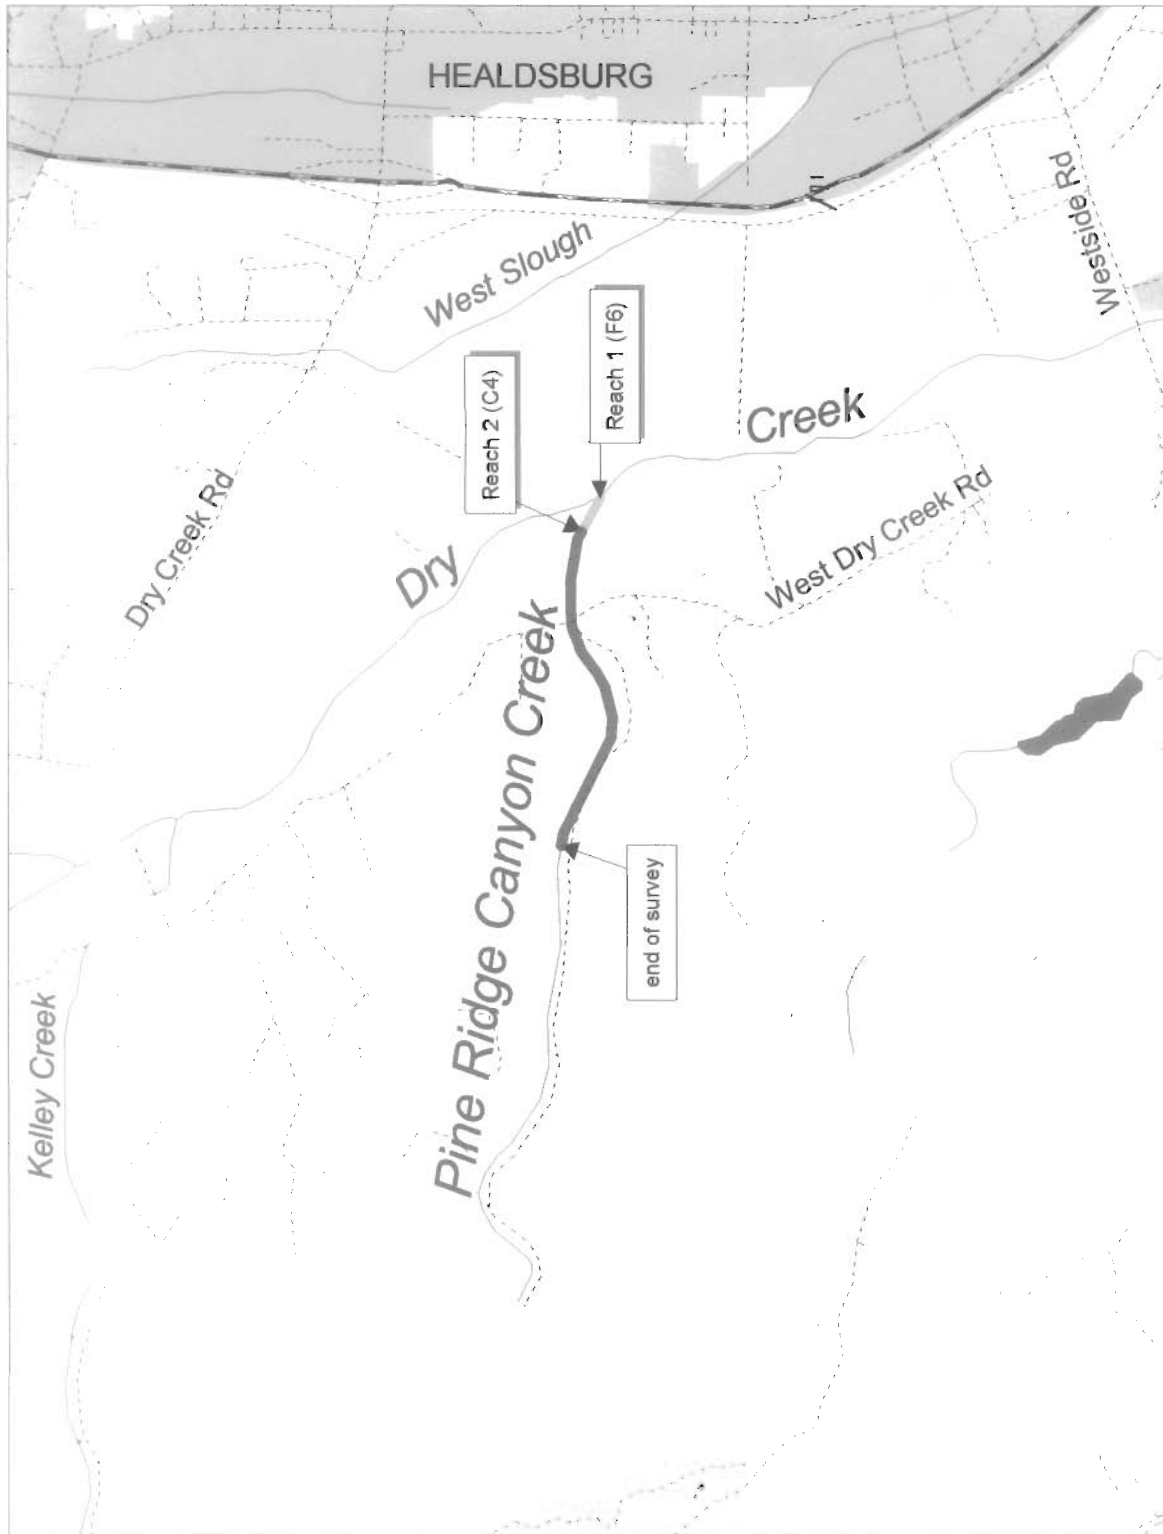 HEALDSBURG
Westside Rd
West Slough
Reach 1 (F6)
Reach 2 (C4)
Creek
Dry Creek Rd
Dry
West Dry Creek Rd
Pine Ridge Canyon Creek
end of survey
Kelley Creek